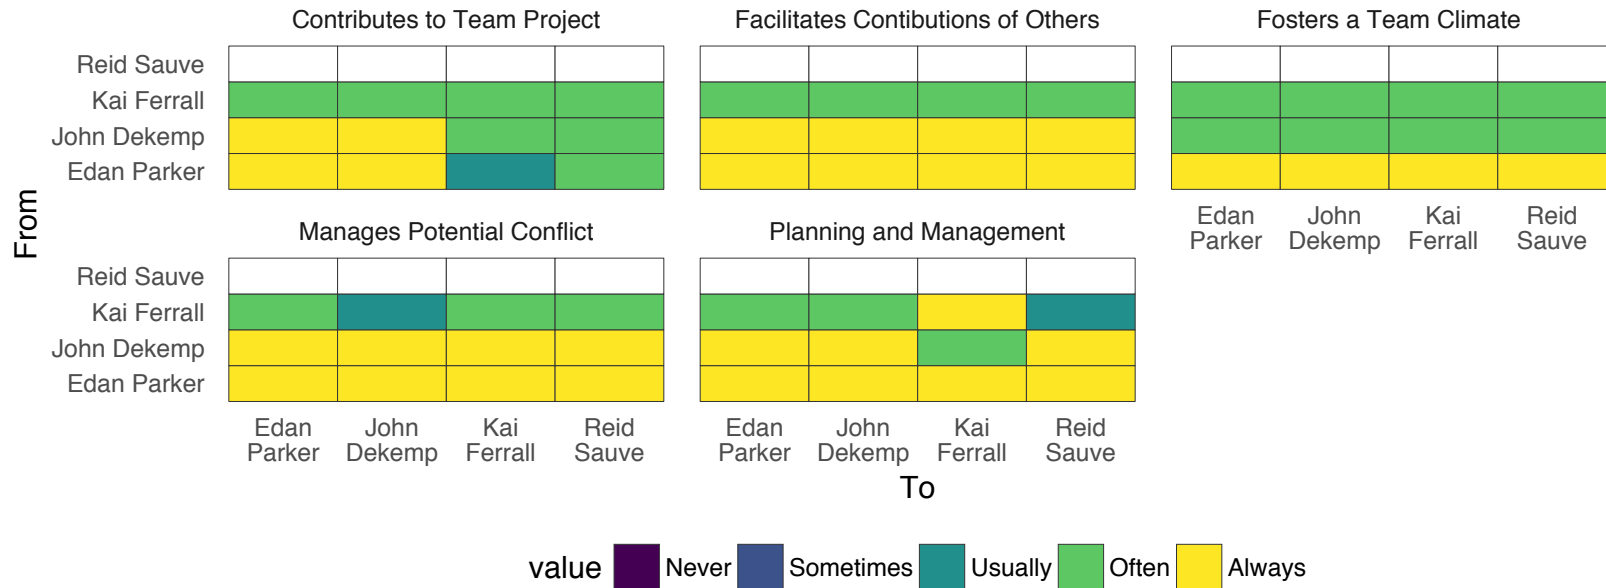 Contributes to Team Project
Facilitates Contibutions of Others
Fosters a Team Climate
Reid Sauve
Kai Ferrall
John Dekemp
Edan Parker
Edan Parker
John Dekemp
Kai Ferrall
Reid Sauve
From
Manages Potential Conflict
Planning and Management
Reid Sauve
Kai Ferrall
John Dekemp
Edan Parker
Edan
Parker
John
Dekemp
Kai
Ferrall
Reid
Sauve
Edan
Parker
John
Dekemp
Kai
Ferrall
Reid
Sauve
To
value
Never
Sometimes
Usually
Often
Always